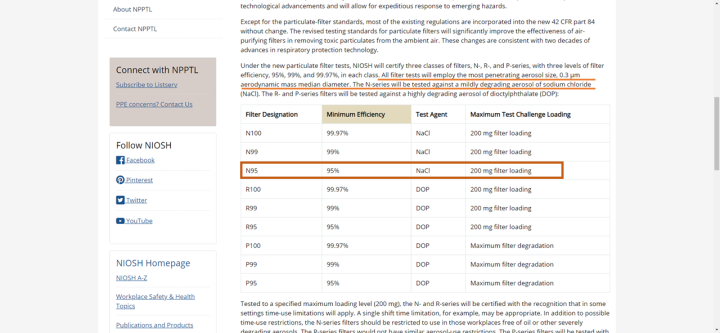 About NPPTL
Contact NPPTL
Connect with NPPTL
Subscribe to Listserv
PPE concerns? Contact Us
Follow NIOSH
Facebook
Pinterest
Twitter
YouTube
NIOSH Homepage
NIOSH A-Z
Workplace Safety & Health
Topics
Publications and Products
technological advancements and will allow for expeditious response to emerging hazards.
Except for the particulate-filter standards, most of the existing regulations are incorporated into the new 42 CFR part 84
without change. The revised testing standards for particulate filters will significantly improve the effectiveness of air-
purifying filters in removing toxic particulates from the ambient air. These changes are consistent with two decades of
advances in respiratory protection technology.
Under the new particulate filter tests, NIOSH will certify three classes of filters, N-, R-, and P-series, with three levels of filter
efficiency, 95%, 99%, and 99.97%, in each class. All filter tests will employ the most penetrating aerosol size, 0.3 µm
aerodynamic mass median diameter. The N-series will be tested against a mildly degrading aerosol of sodium chloride
(NaCl). The R- and P-series filters will be tested against a highly degrading aerosol of dioctylphthalate (DOP):
Filter Designation Minimum Efficiency Test Agent Maximum Test Challenge Loading
N100 99.97% NaCl 200 mg filter loading
N99 99% NaCl 200 mg filter loading
N95 95% NaCl 200 mg filter loading
R100 99.97% DOP 200 mg filter loading
R99 99% DOP 200 mg filter loading
R95 95% DOP 200 mg filter loading
P100 99.97% DOP Maximum filter degradation
P99 99% DOP Maximum filter degradation
P95 95% DOP Maximum filter degradation
Tested to a specified maximum loading level (200 mg), the N- and R-series will be certified with the recognition that in some
settings time-use limitations will apply. A single shift time limitation, for example, may be appropriate. In addition to possible
time-use restrictions, the N-series filters should be restricted to use in those workplaces free of oil or other severely
degrading aerosols. The R-series filters would not have similar aerosol-use restrictions. The P-series filters will be tested with